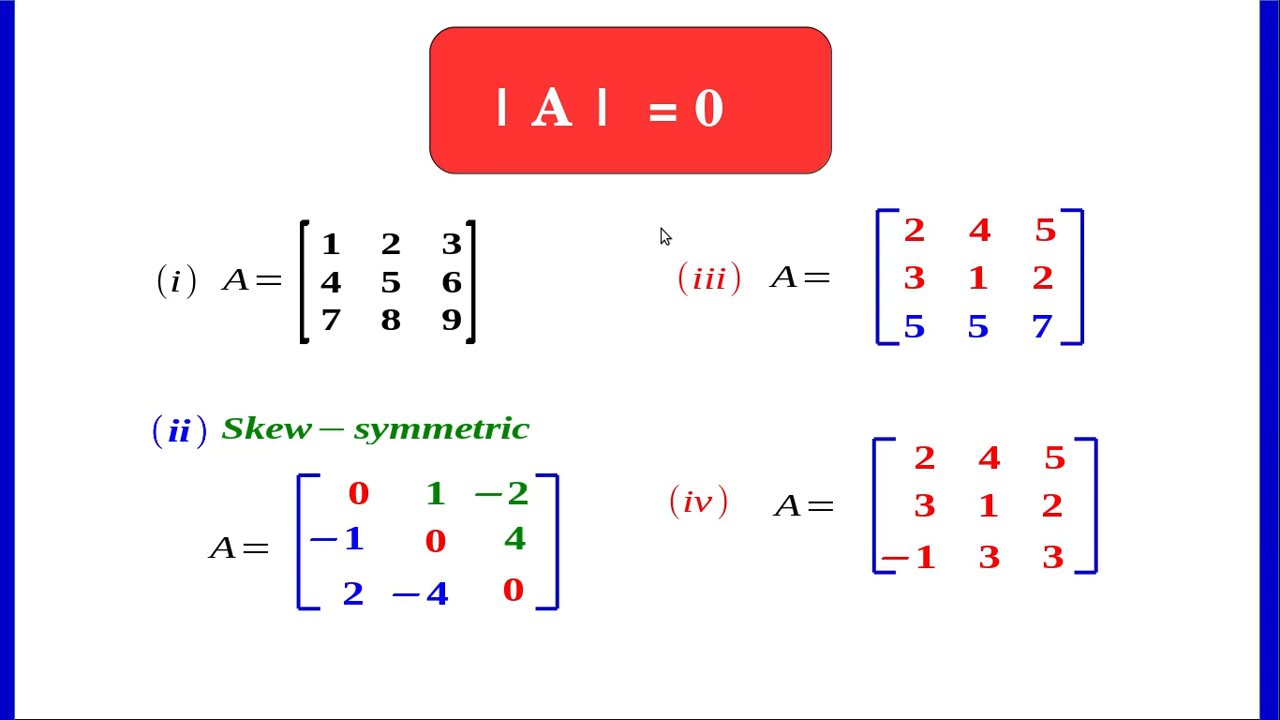 | A | = 0
(i) A = [1 2 3
4 5 6
7 8 9]
(ii) Skew − symmetric
A = [0 1 −2
−1 0 4
2 −4 0]
(iii) A = [2 4 5
3 1 2
5 5 7]
(iv) A = [2 4 5
3 1 2
−1 3 3]